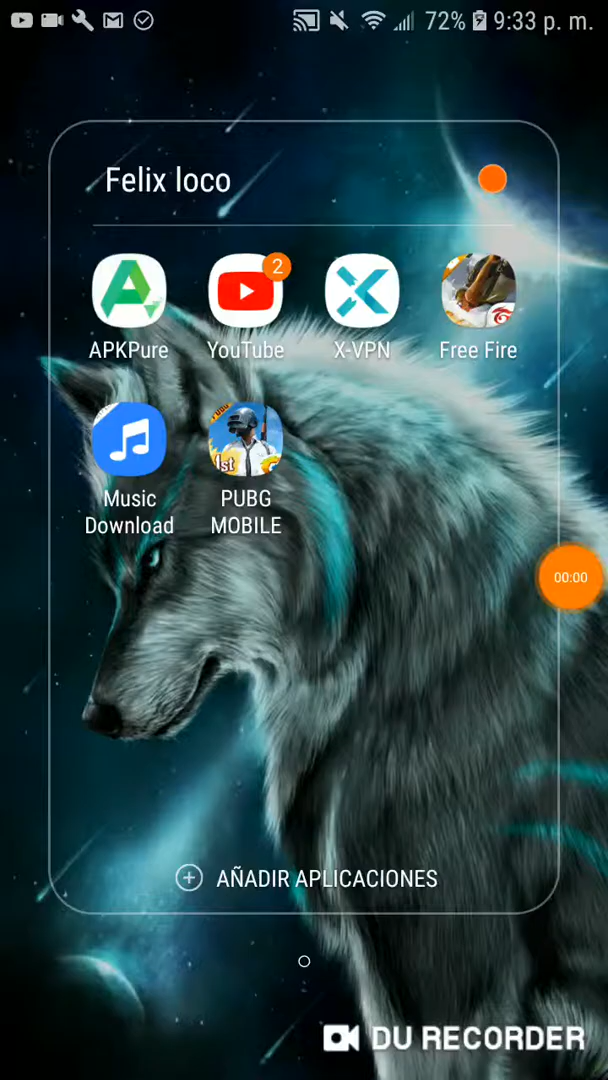 72% 9:33 p. m.
Felix loco
2
APKPure YouTube X-VPN Free Fire
1st
Music Download PUBG MOBILE
00:00
AÑADIR APLICACIONES
DU RECORDER